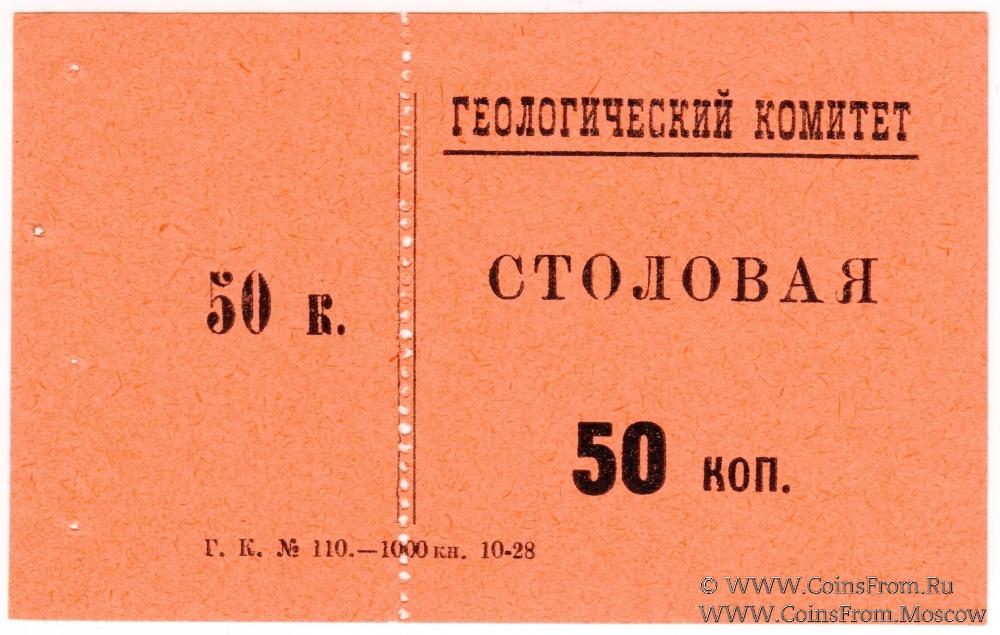 ГЕОЛОГИЧЕСКИЙ КОМИТЕТ
СТОЛОВАЯ
50 к.
50 коп.
Г. К. № 110.—1000 кн. 10-28
© WWW.CoinsFrom.Ru
WWW.CoinsFrom.Moscow